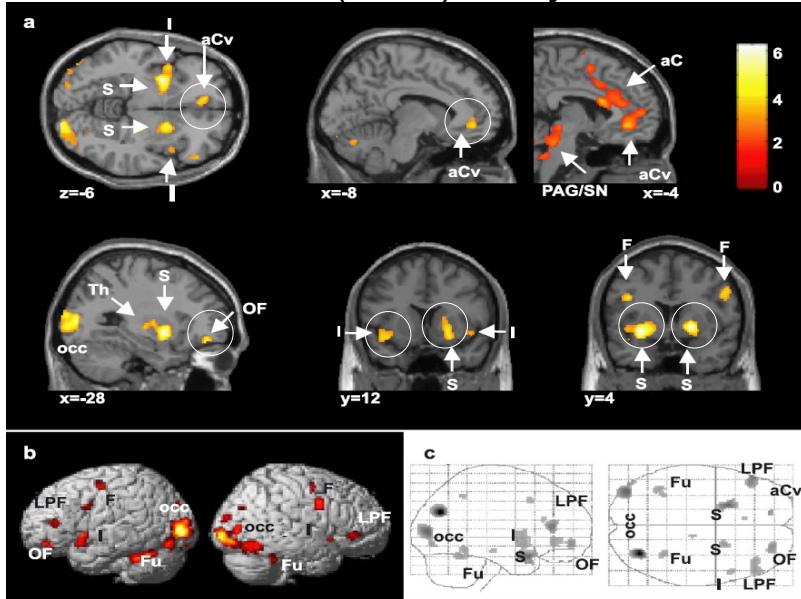 a
I
aCv
S
S
I
z=-6
aCv
x=-8
aC
PAG/SN
aCv
x=-4
6
4
2
0
Th
S
OF
occ
x=-28
I
I
S
y=12
F
F
S
S
y=4
b
LPF
F
I
occ
OF
Fu
F
occ
I
LPF
Fu
c
LPF
I
occ
S
Fu
OF
Fu
LPF
aCv
S
occ
S
Fu
OF
LPF
I